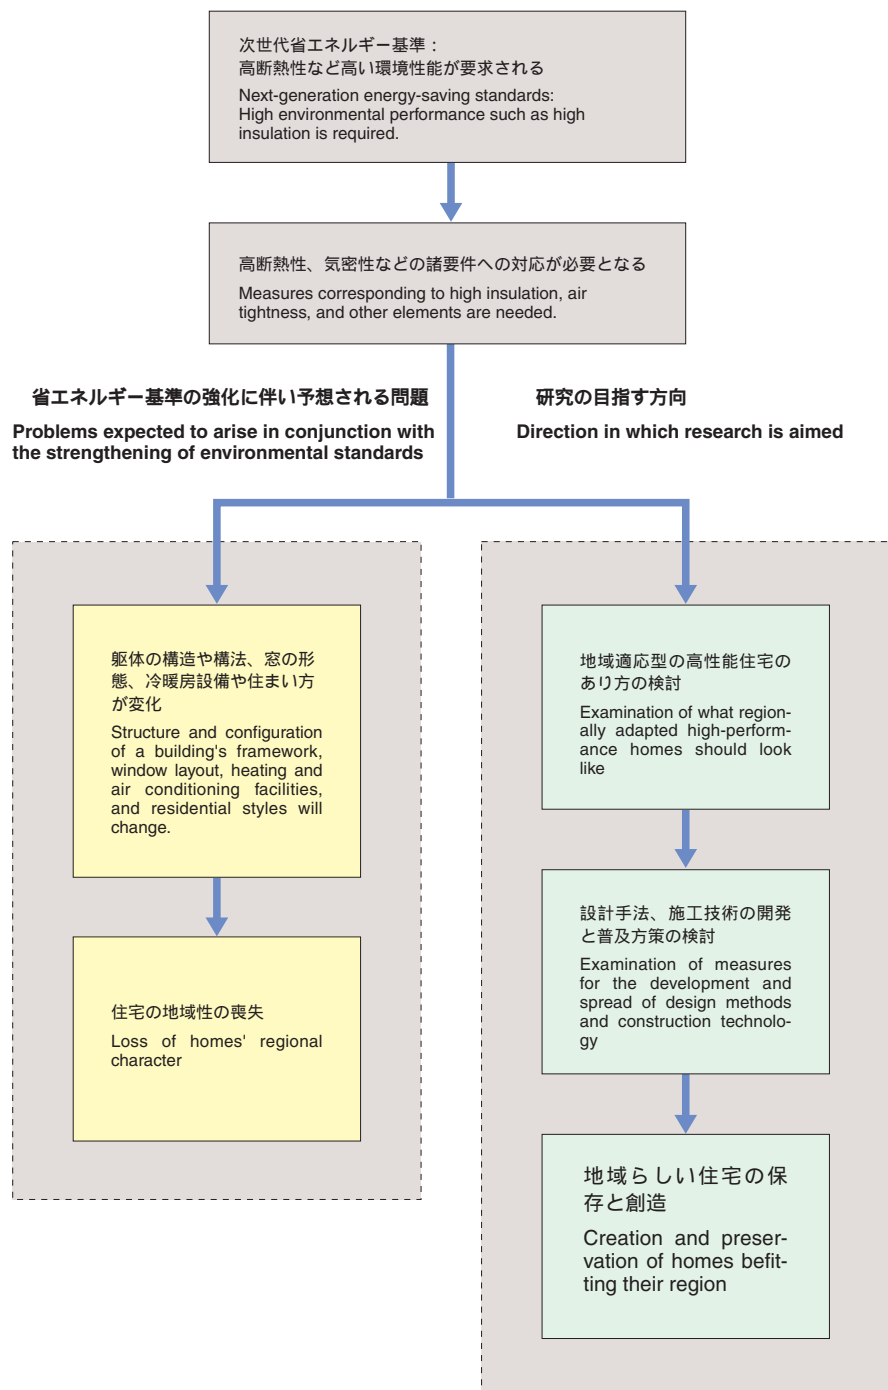 次世代省エネルギー基準：
高断熱性など高い環境性能が要求される
Next-generation energy-saving standards:
High environmental performance such as high
insulation is required.
高断熱性、気密性などの諸要件への対応が必要となる
Measures corresponding to high insulation, air
tightness, and other elements are needed.
省エネルギー基準の強化に伴い予想される問題
Problems expected to arise in conjunction with
the strengthening of environmental standards
研究の目指す方向
Direction in which research is aimed
躯体の構造や構法、窓の形
態、冷暖房設備や住まい方
が変化
Structure and configuration
of a building's framework,
window layout, heating and
air conditioning facilities,
and residential styles will
change.
住宅の地域性の喪失
Loss of homes' regional
character
地域適応型の高性能住宅の
あり方の検討
Examination of what region-
ally adapted high-perform-
ance homes should look
like
設計手法、施工技術の開発
と普及方策の検討
Examination of measures
for the development and
spread of design methods
and construction technolo-
gy
地域らしい住宅の保
存と創造
Creation and preser-
vation of homes befit-
ting their region